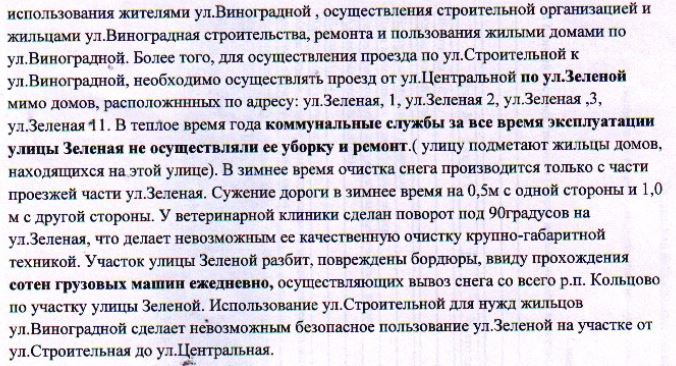 использования жителями ул.Виноградной , осуществления строительной организацией и
жильцами ул.Виноградная строительства, ремонта и пользования жилыми домами по
ул.Виноградной. Более того, для осуществления проезда по ул.Строительной к
ул.Виноградной, необходимо осуществлять проезд от ул.Центральной по ул.Зеленой
мимо домов, расположннных по адресу: ул.Зеленая, 1, ул.Зеленая 2, ул.Зеленая ,3,
ул.Зеленая 11. В теплое время года коммунальные службы за все время эксплуатации
улицы Зеленая не осуществляли ее уборку и ремонт.( улицу подметают жильцы домов,
находящихся на этой улице). В зимнее время очистка снега производится только с части
проезжей части ул.Зеленая. Сужение дороги в зимнее время на 0,5м с одной стороны и 1,0
м с другой стороны. У ветеринарной клиники сделан поворот под 90градусов на
ул.Зеленая, что делает невозможным ее качественную очистку крупно-габаритной
техникой. Участок улицы Зеленой разбит, повреждены бордюры, ввиду прохождения
сотен грузовых машин ежедневно, осуществляющих вывоз снега со всего р.п. Кольцово
по участку улицы Зеленой. Использование ул.Строительной для нужд жильцов
ул.Виноградной сделает невозможным безопасное пользование ул.Зеленой на участке от
ул.Строительная до ул.Центральная.